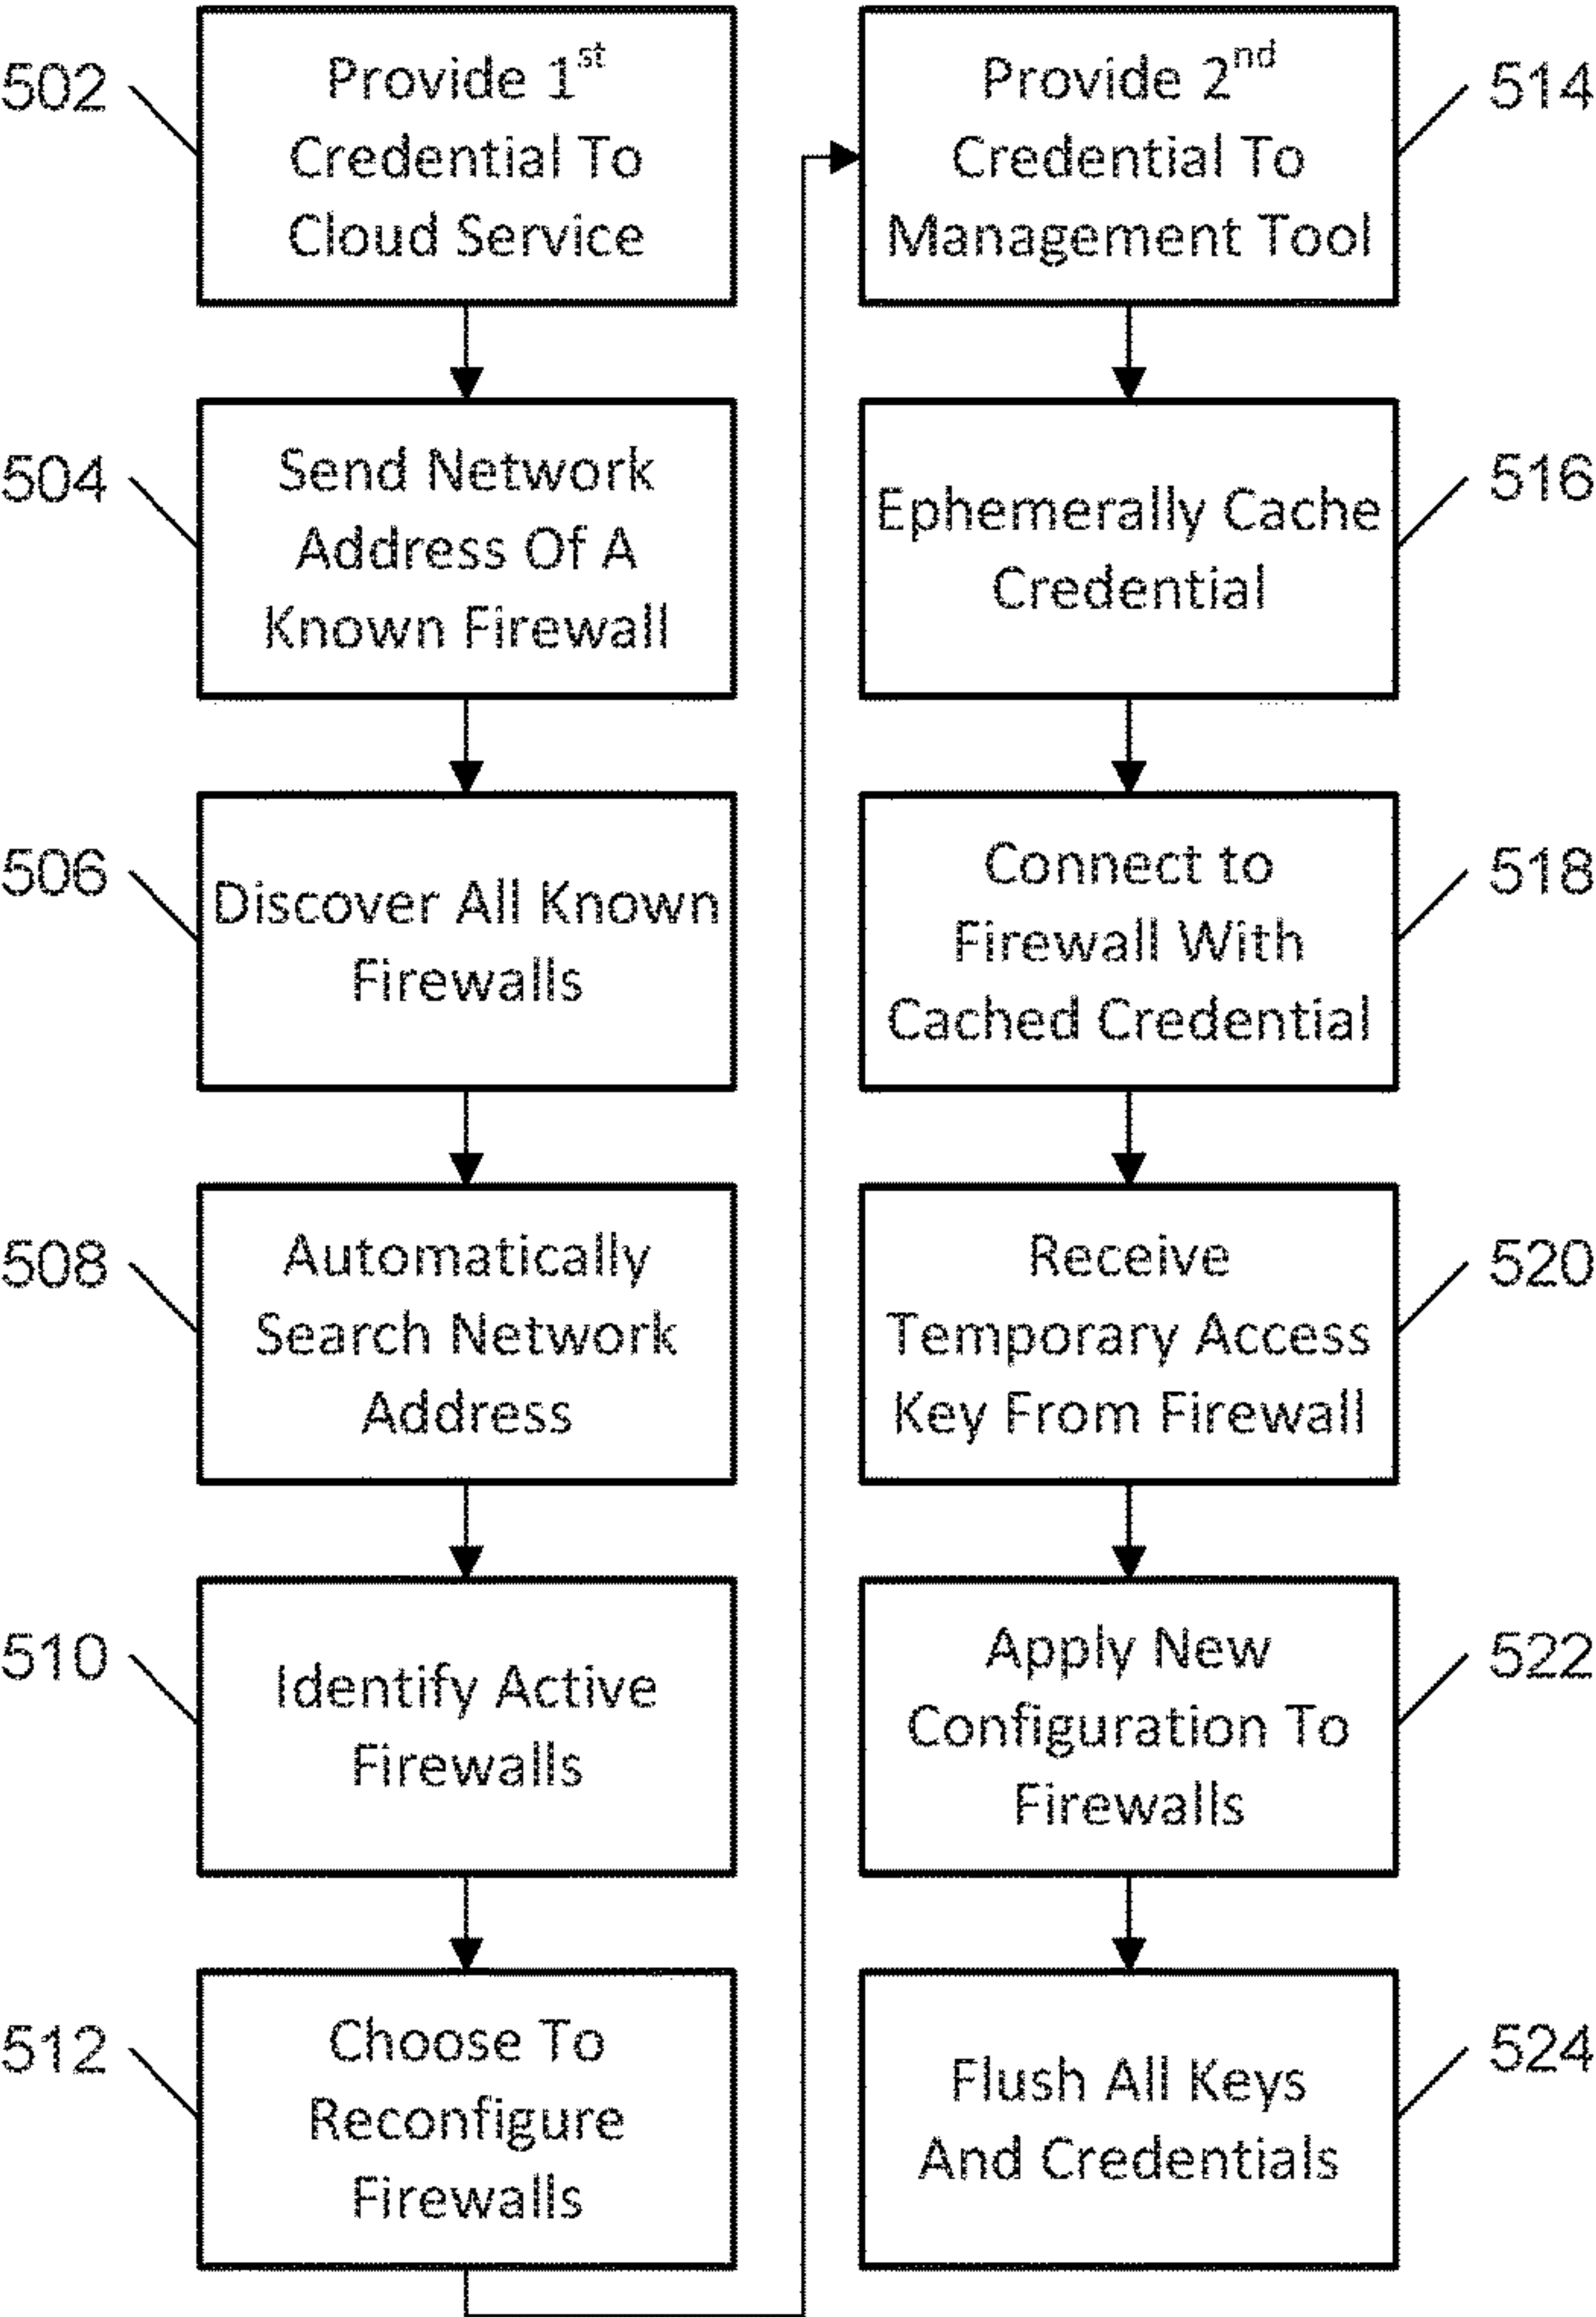 502
Provide 1st
Credential To
Cloud Service
504
Send Network
Address Of A
Known Firewall
506
Discover All Known
Firewalls
508
Automatically
Search Network
Address
510
Identify Active
Firewalls
512
Choose To
Reconfigure
Firewalls
514
Provide 2nd
Credential To
Management Tool
516
Ephemerally Cache
Credential
518
Connect to
Firewall With
Cached Credential
520
Receive
Temporary Access
Key From Firewall
522
Apply New
Configuration To
Firewalls
524
Flush All Keys
And Credentials